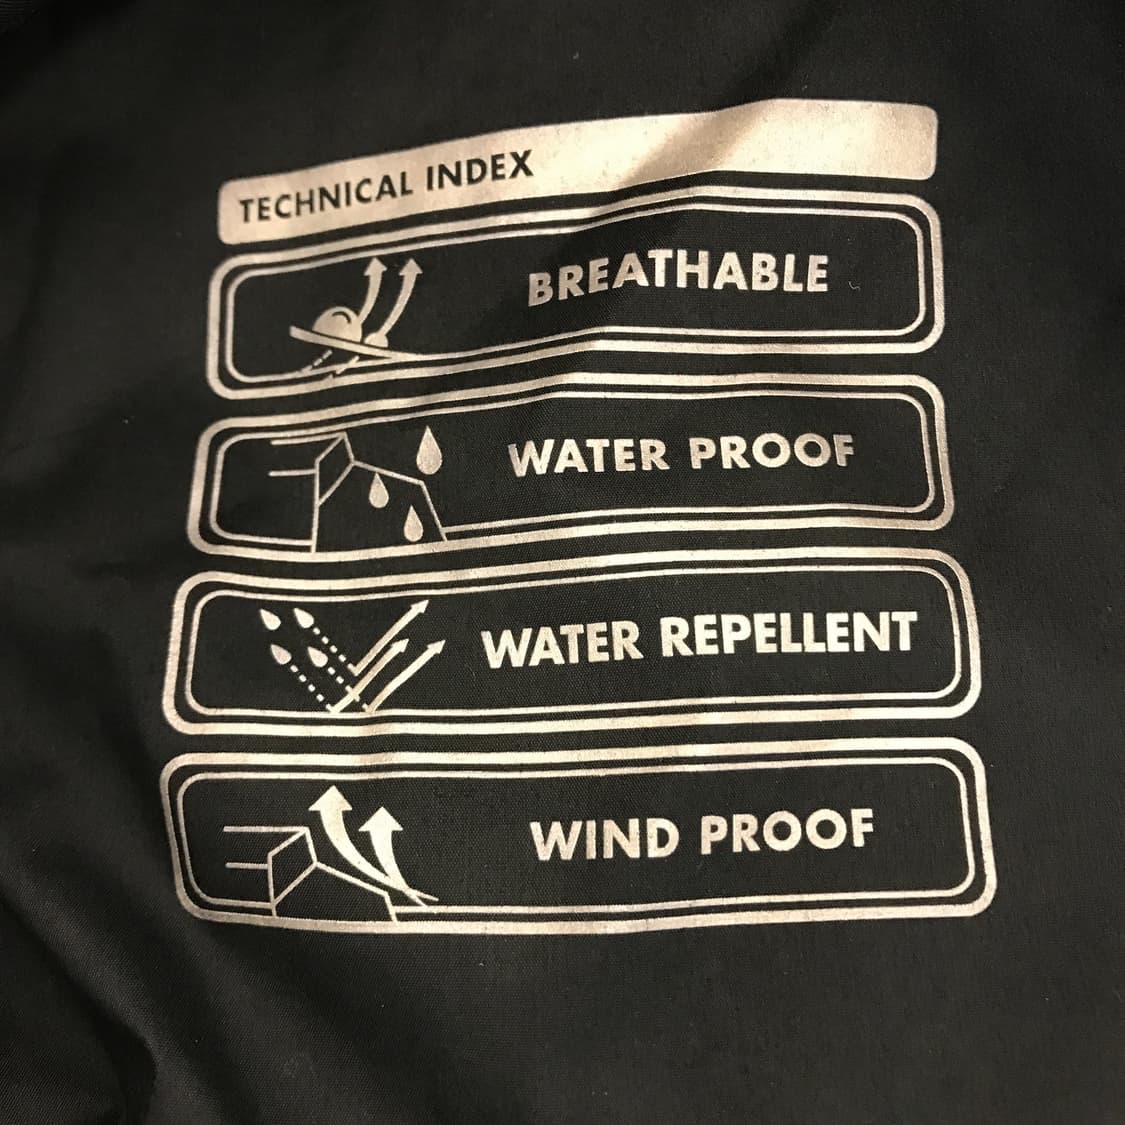 TECHNICAL INDEX
BREATHABLE
WATER PROOF
WATER REPELLENT
WIND PROOF